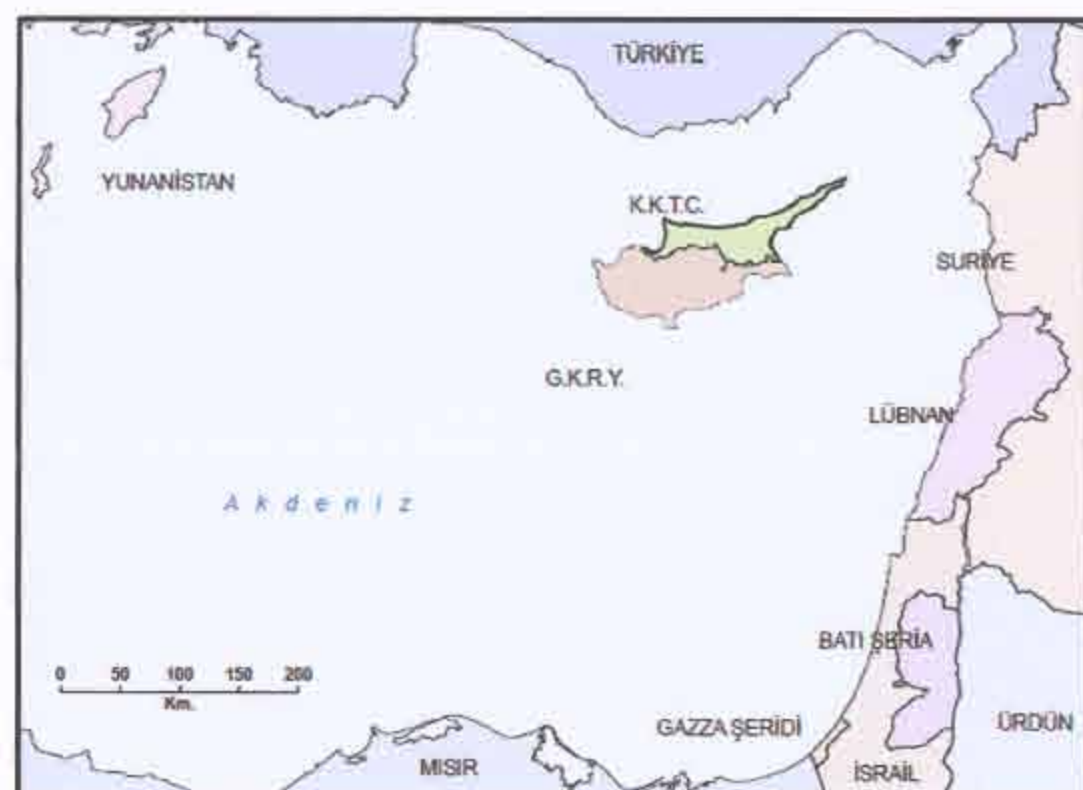 TÜRKİYE
YUNANİSTAN
K.K.T.C.
SURİYE
G.K.R.Y.
LÜBNAN
Akdeniz
BATI ŞERİA
0 50 100 150 200
Km.
GAZZA ŞERİDİ
ÜRDÜN
MISIR
İSRAİL